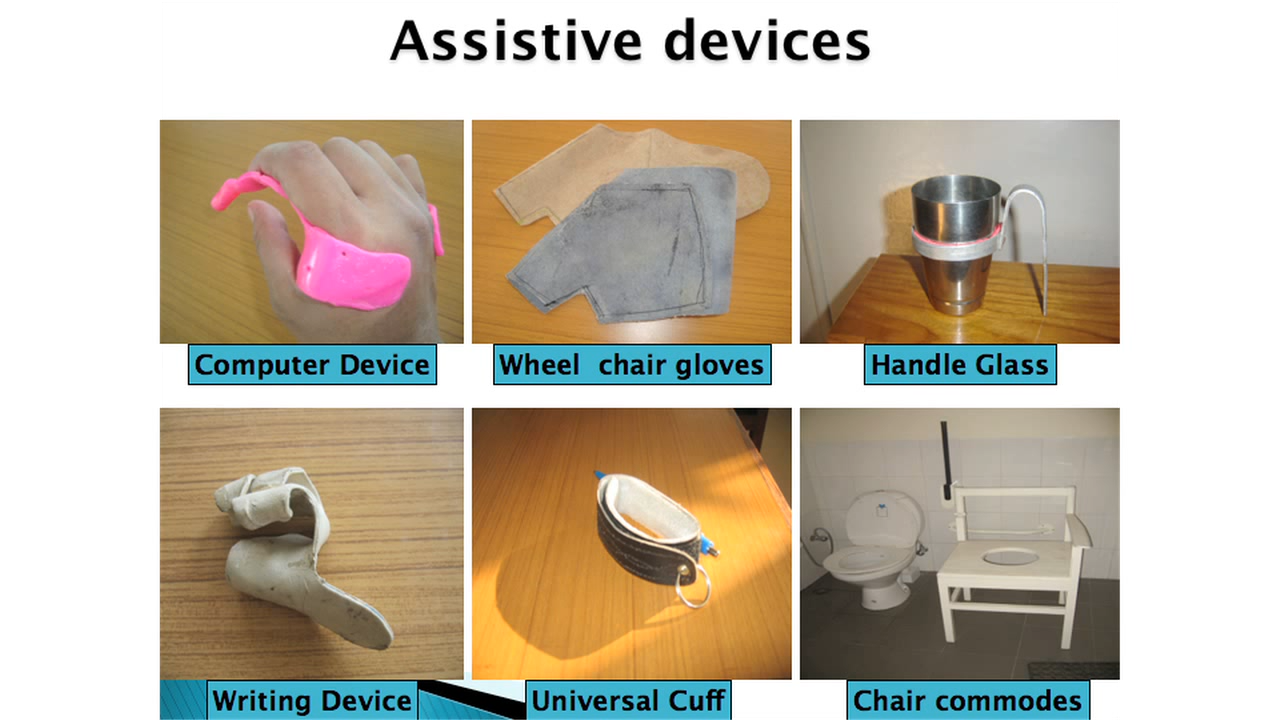 Assistive devices
Computer Device
Wheel chair gloves
Handle Glass
Writing Device
Universal Cuff
Chair commodes